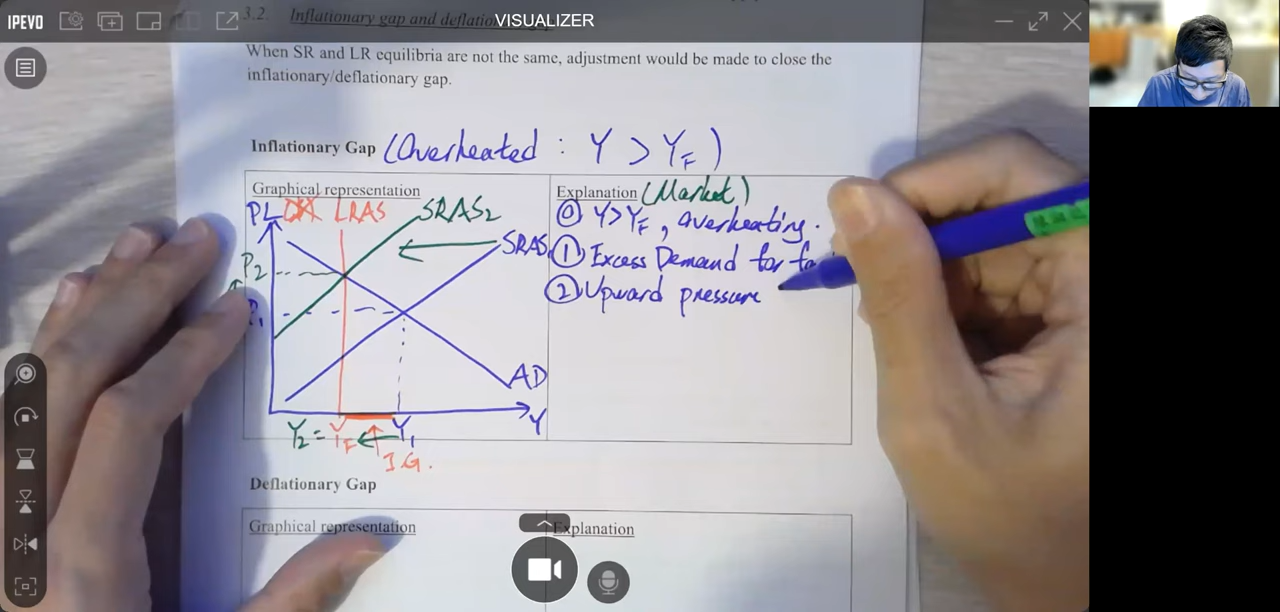 IPEVO
VISUALIZER
3.2. Inflationary gap and
When SR and LR equilibria are not the same, adjustment would be made to close the
inflationary/deflationary gap.
Inflationary Gap (Overheated : Y > YF)
Graphical representation
PL LRAS SRAS2
SRAS
P2
P1
AD
Y
Y2 = YF Y1
I.G.
Explanation (Market)
⓪ Y>YF, overheating.
① Excess Demand for
② Upward pressure
Deflationary Gap
Graphical representation
Explanation